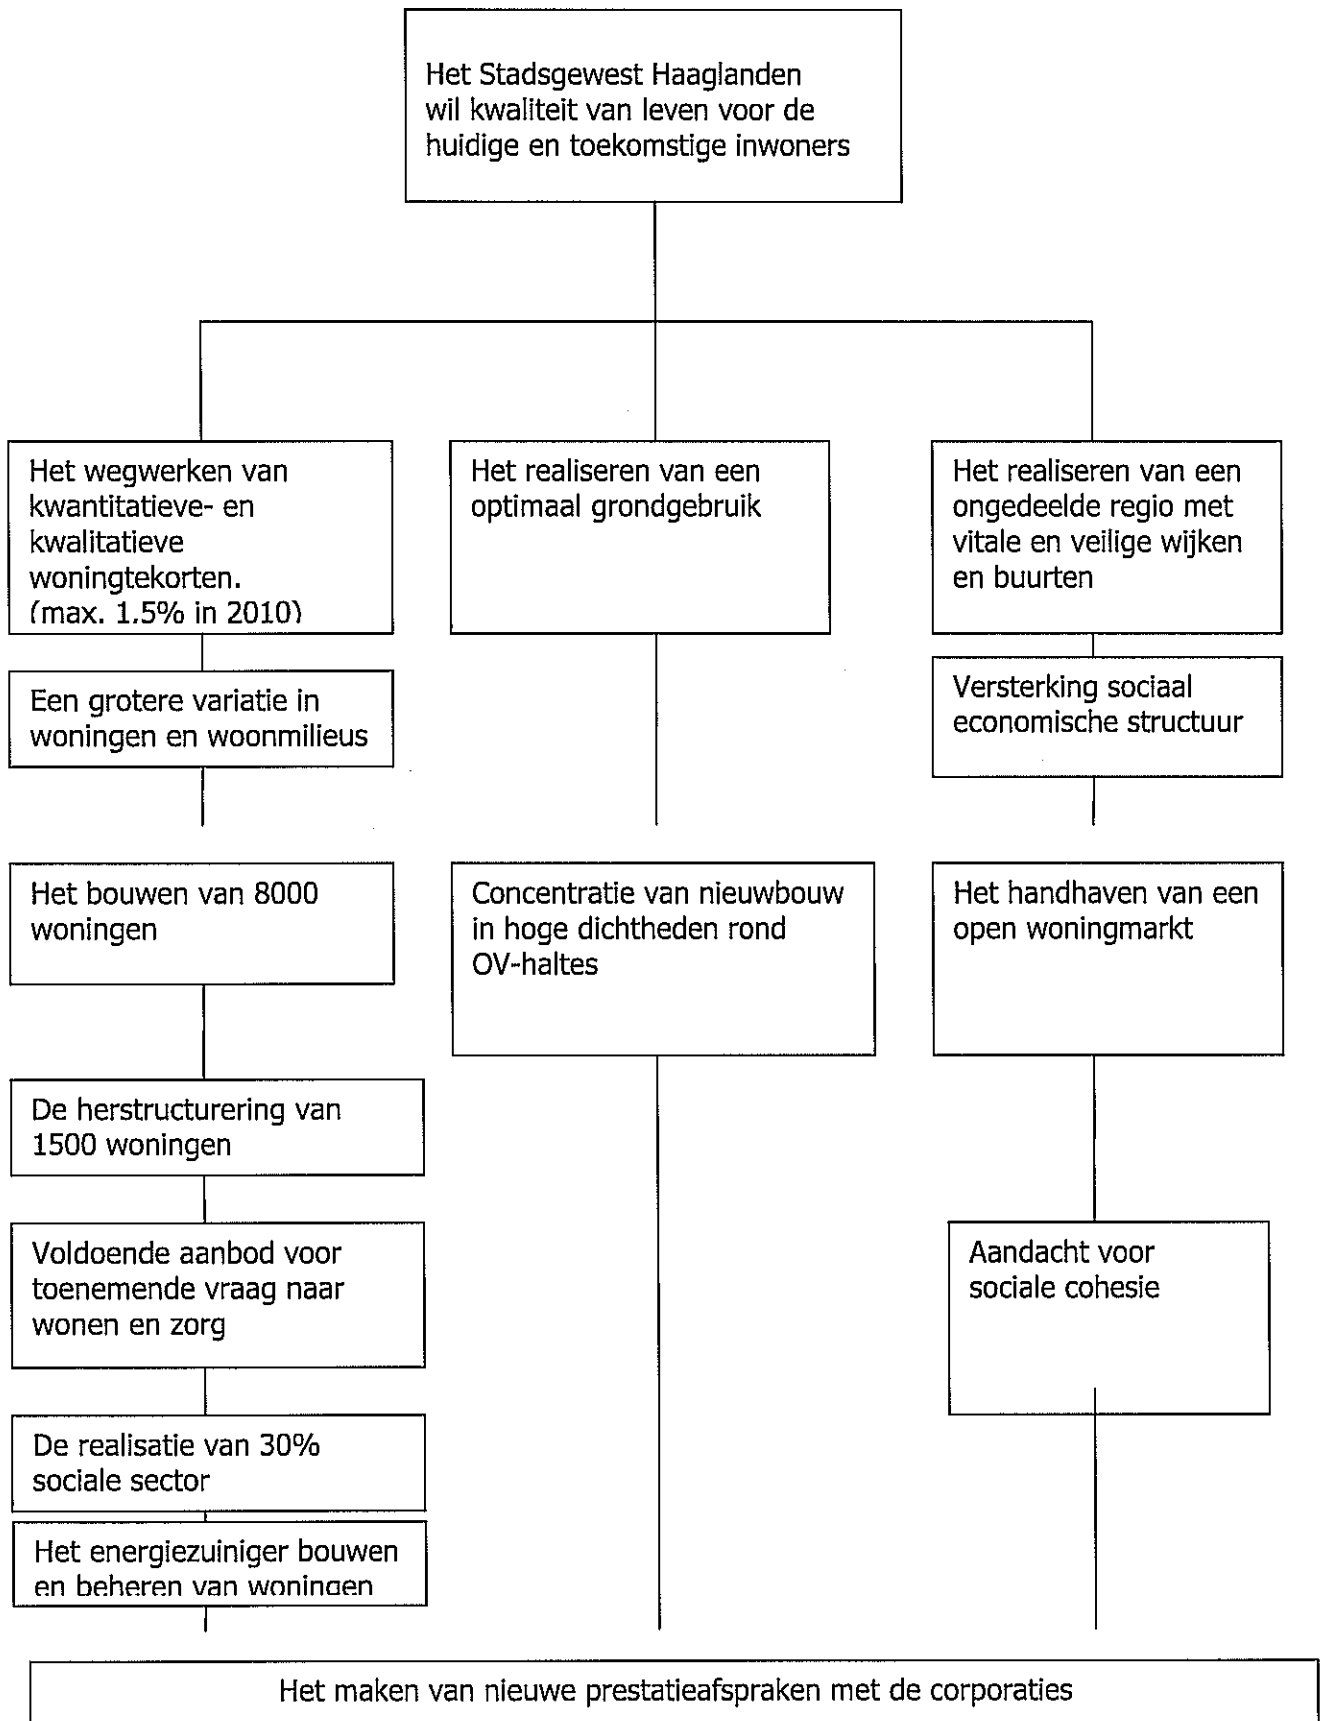 Het Stadsgewest Haaglanden
wil kwaliteit van leven voor de
huidige en toekomstige inwoners
Het wegwerken van
kwantitatieve- en
kwalitatieve
woningtekorten.
(max. 1.5% in 2010)
Een grotere variatie in
woningen en woonmilieus
Het bouwen van 8000
woningen
De herstructurering van
1500 woningen
Voldoende aanbod voor
toenemende vraag naar
wonen en zorg
De realisatie van 30%
sociale sector
Het energiezuiniger bouwen
en beheren van woningen
Het realiseren van een
optimaal grondgebruik
Concentratie van nieuwbouw
in hoge dichtheden rond
OV-haltes
Het realiseren van een
ongedeelde regio met
vitale en veilige wijken
en buurten
Versterking sociaal
economische structuur
Het handhaven van een
open woningmarkt
Aandacht voor
sociale cohesie
Het maken van nieuwe prestatieafspraken met de corporaties